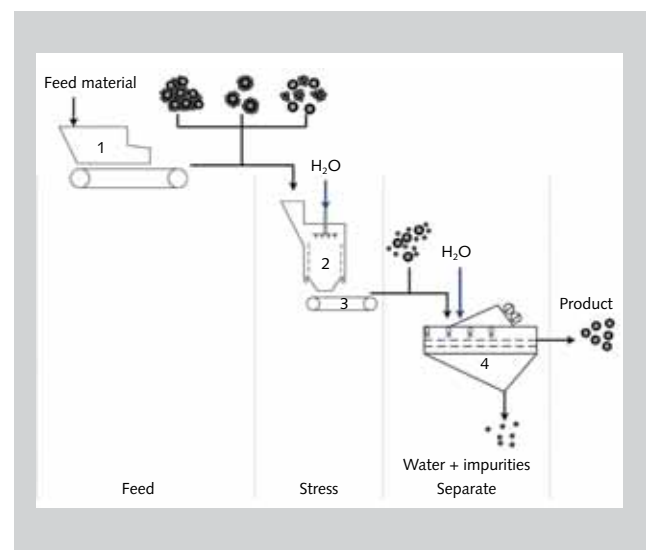 Feed material
1
H₂O
2
H₂O
3
Product
4
Water + impurities
Feed
Stress
Separate